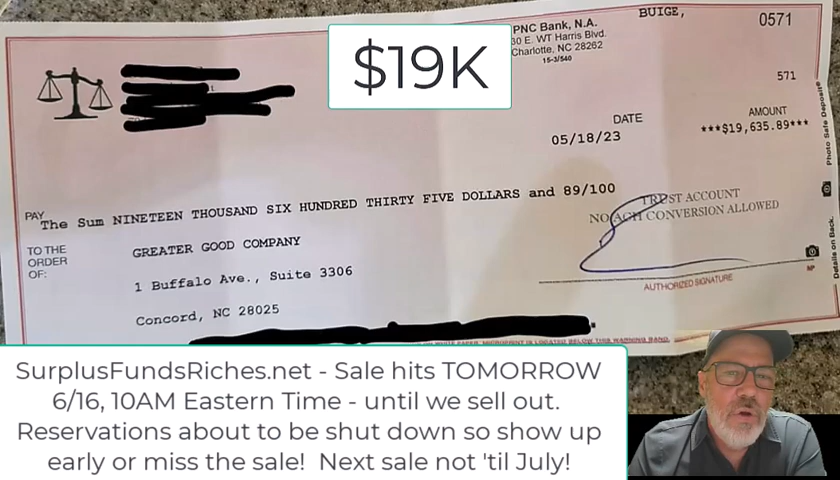 BUIGE,
0571
PNC Bank, N.A.
30 E. WT Harris Blvd.
Charlotte, NC 28262
15-3/540
$19K
571
DATE
05/18/23
AMOUNT
***$19,635.89***
PAY
The Sum NINETEEN THOUSAND SIX HUNDRED THIRTY FIVE DOLLARS and 89/100
TRUST ACCOUNT
NO ACH CONVERSION ALLOWED
TO THE
ORDER
OF:
GREATER GOOD COMPANY
1 Buffalo Ave., Suite 3306
Concord, NC 28025
AUTHORIZED SIGNATURE
MP
Photo Safe Deposit®
Details on Back.
SurplusFundsRiches.net - Sale hits TOMORROW
6/16, 10AM Eastern Time - until we sell out.
Reservations about to be shut down so show up
early or miss the sale! Next sale not 'til July!